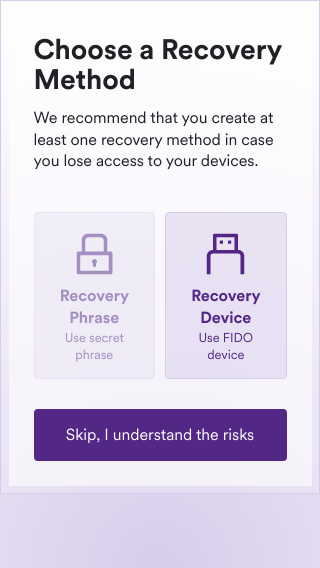 Choose a Recovery
Method
We recommend that you create at
least one recovery method in case
you lose access to your devices.
Recovery
Phrase
Use secret
phrase
Recovery
Device
Use FIDO
device
Skip, I understand the risks